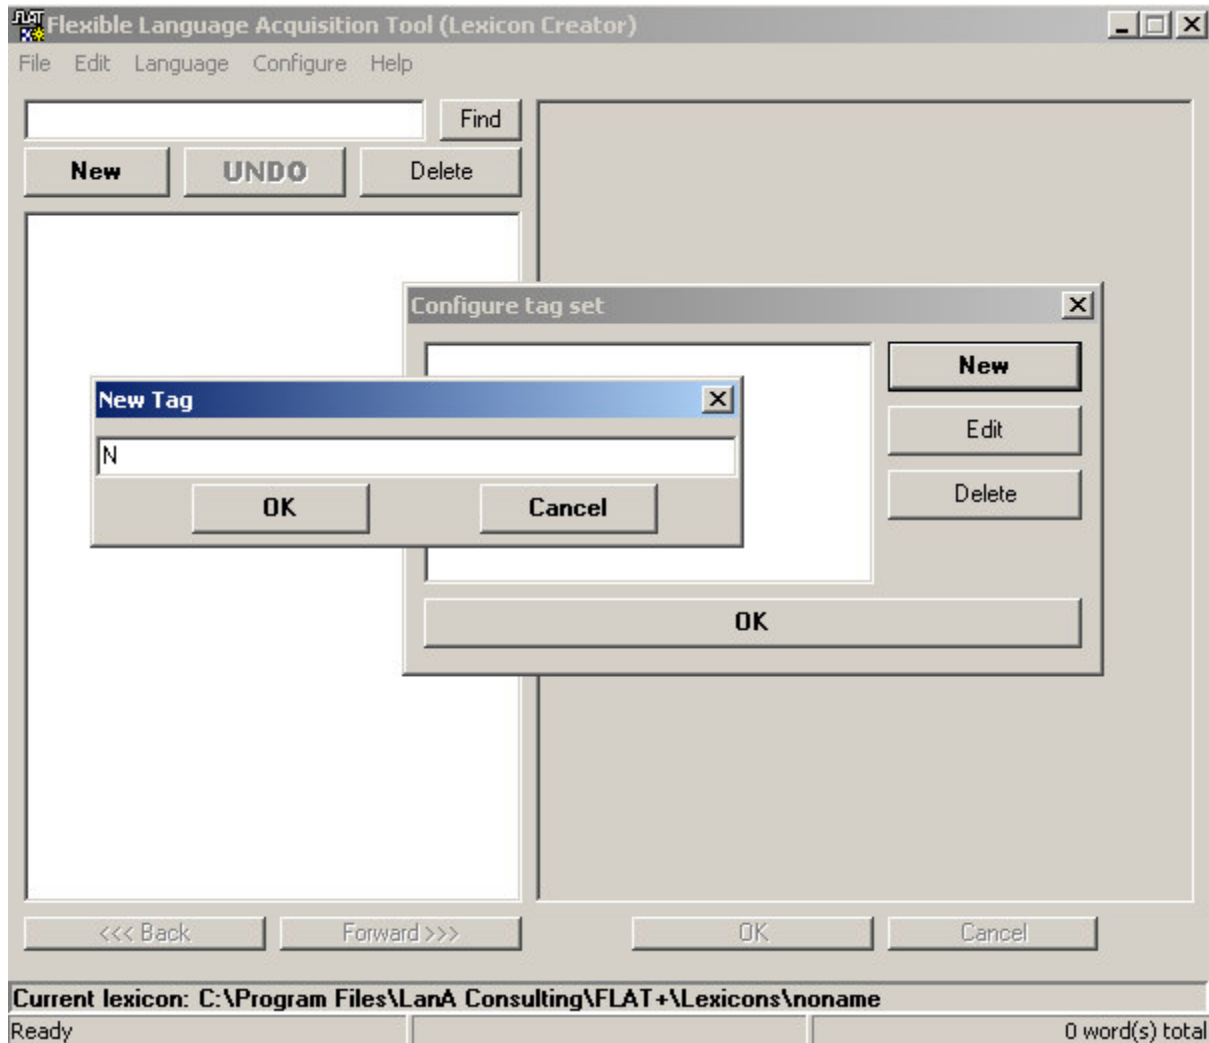 FLAT
Flexible Language Acquisition Tool (Lexicon Creator)
File Edit Language Configure Help
Find
New UNDO Delete
Configure tag set
New
New Tag
Edit
N
Delete
OK Cancel
OK
<<< Back Forward >>> OK Cancel
Current lexicon: C:\Program Files\LanA Consulting\FLAT+\Lexicons\noname
Ready 0 word(s) total